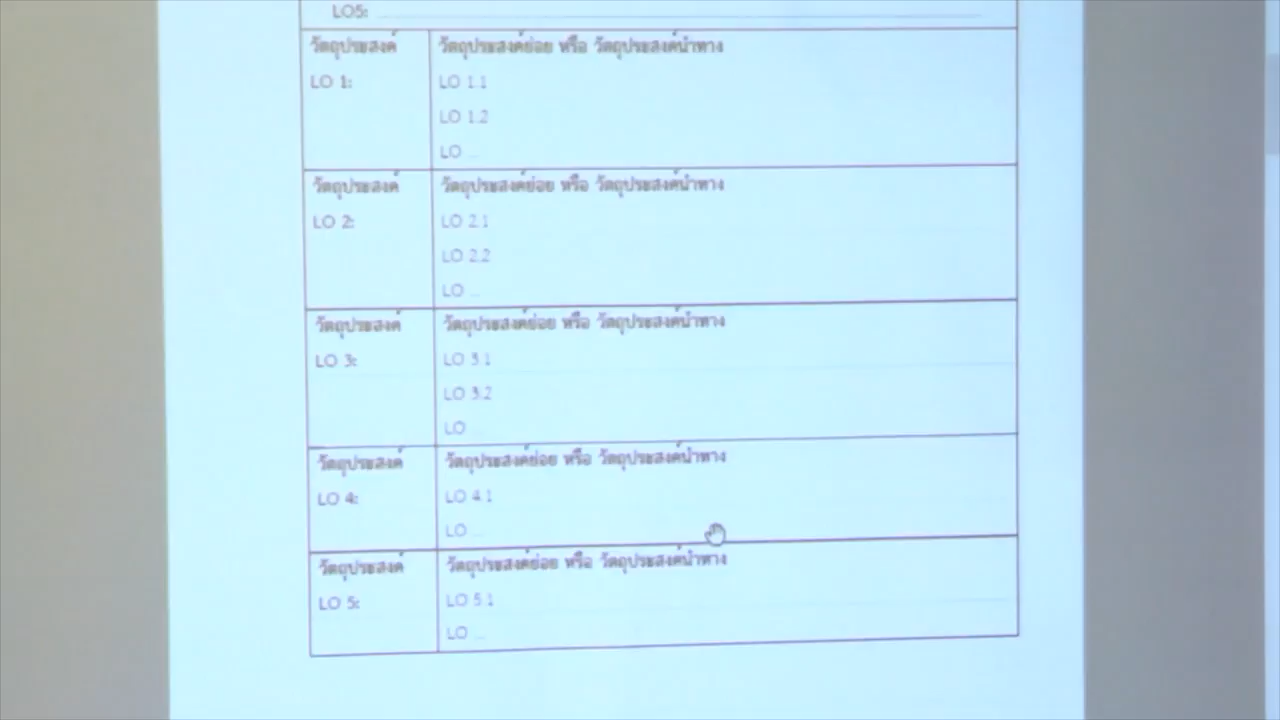 LO5:
วัตถุประสงค์
วัตถุประสงค์ย่อย หรือ วัตถุประสงค์นำทาง
LO 1:
LO 1.1
LO 1.2
LO ...
วัตถุประสงค์
วัตถุประสงค์ย่อย หรือ วัตถุประสงค์นำทาง
LO 2:
LO 2.1
LO 2.2
LO ...
วัตถุประสงค์
วัตถุประสงค์ย่อย หรือ วัตถุประสงค์นำทาง
LO 3:
LO 3.1
LO 3.2
LO ...
วัตถุประสงค์
วัตถุประสงค์ย่อย หรือ วัตถุประสงค์นำทาง
LO 4:
LO 4.1
LO ...
วัตถุประสงค์
วัตถุประสงค์ย่อย หรือ วัตถุประสงค์นำทาง
LO 5:
LO 5.1
LO ...